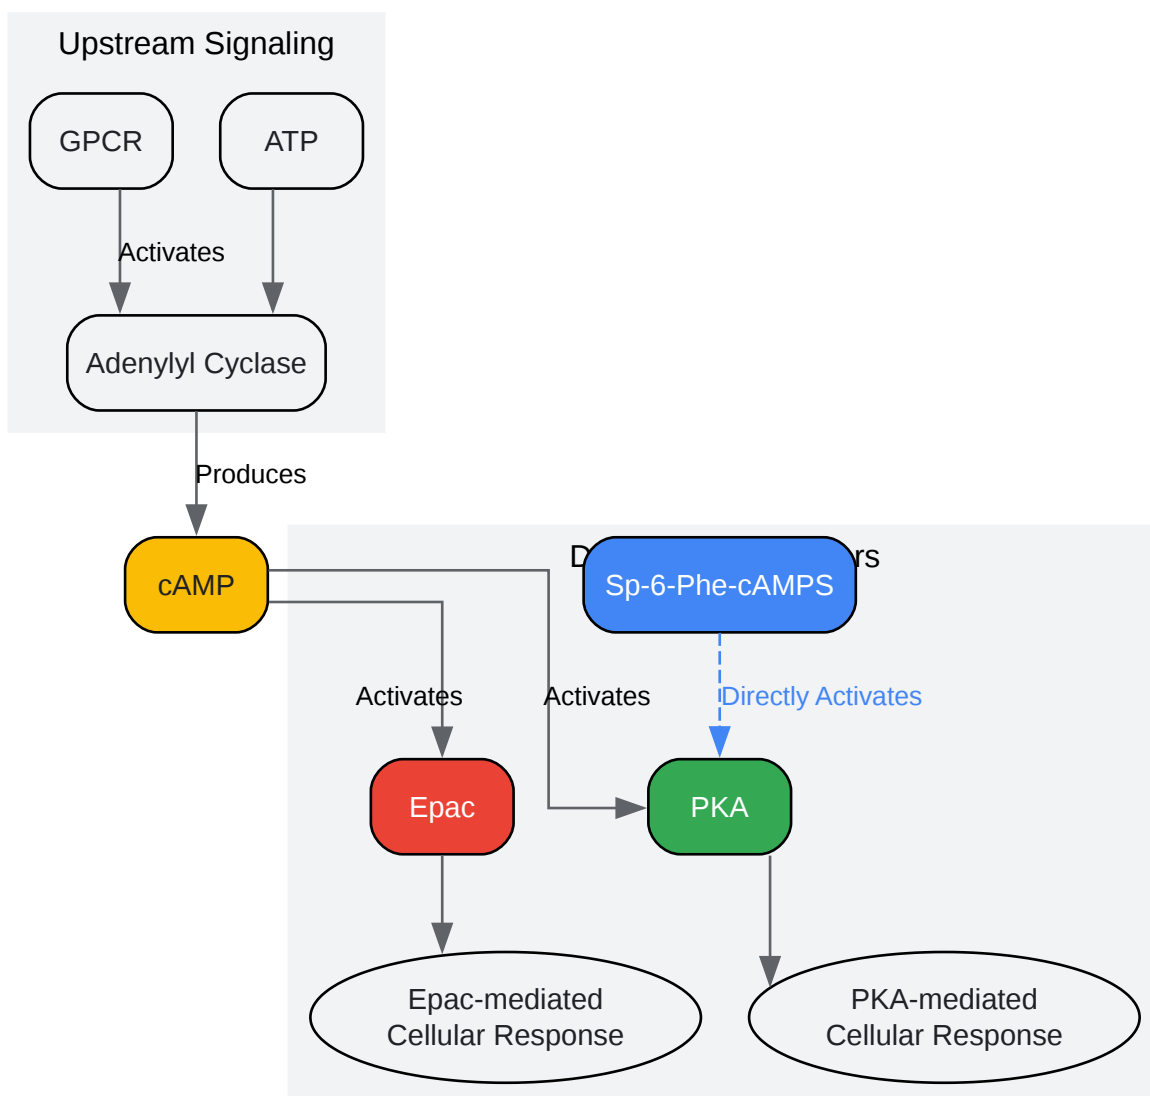 Upstream Signaling
GPCR
ATP
Activates
Adenylyl Cyclase
Produces
cAMP
Sp-6-Phe-cAMPS
Activates
Activates
Directly Activates
Epac
PKA
Epac-mediated
Cellular Response
PKA-mediated
Cellular Response